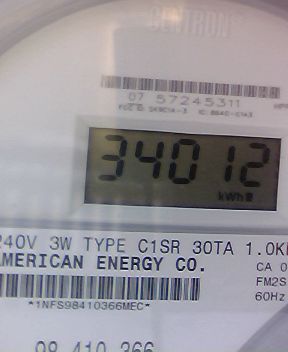 CENTRON
07 57245311
34012
kWh
240V 3W TYPE C1SR 30TA 1.0K
AMERICAN ENERGY CO.
CA 0
FM2S
60Hz
*1NFS98410366MEC*
98 410 366